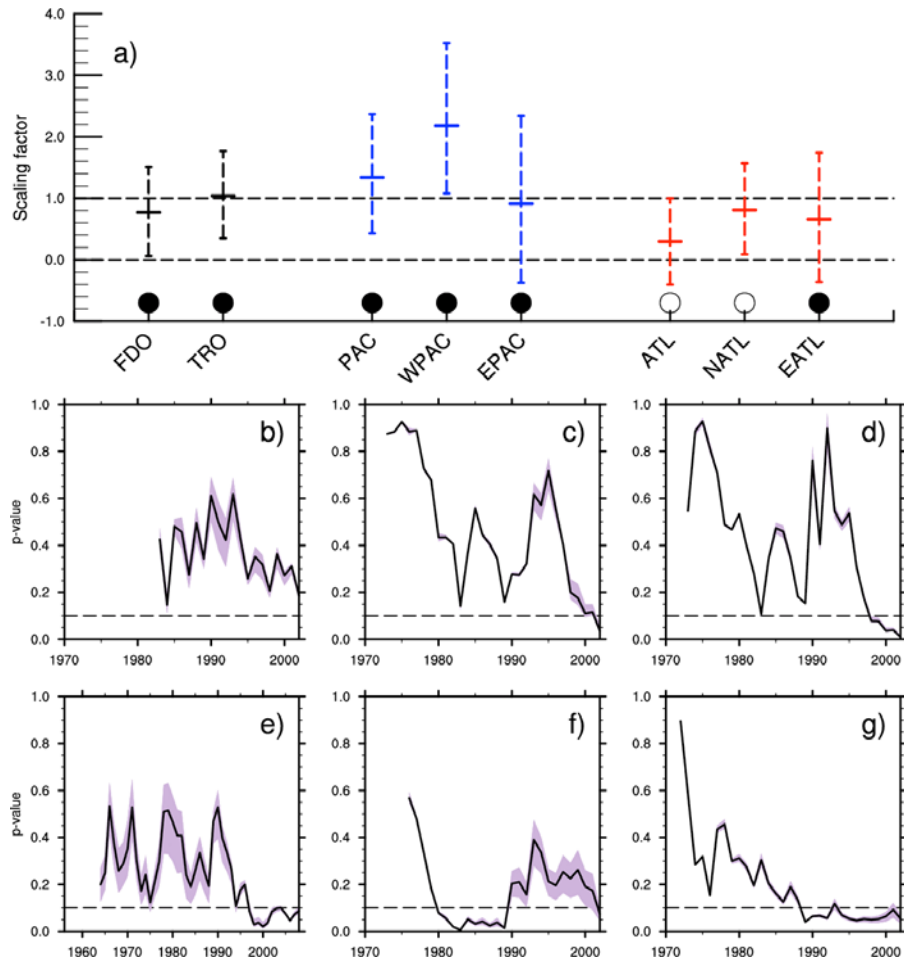 4.0
a)
4.0
2.0
Scaling factor
1.0
0.0
-1.0
FDO TRO PAC WPAC EPAC ATL NATL EATL
1.0 1.0 1.0
b) c) d)
0.8 0.8 0.8
0.6 0.6 0.6
p-value
0.4 0.4 0.4
0.2 0.2 0.2
0.0 0.0 0.0
1970 1980 1990 2000 1970 1980 1990 2000 1970 1980 1990 2000
1.0 1.0 1.0
e) f) g)
0.8 0.8 0.8
0.6 0.6 0.6
p-value
0.4 0.4 0.4
0.2 0.2 0.2
0.0 0.0 0.0
1960 1970 1980 1990 2000 1970 1980 1990 2000 1970 1980 1990 2000